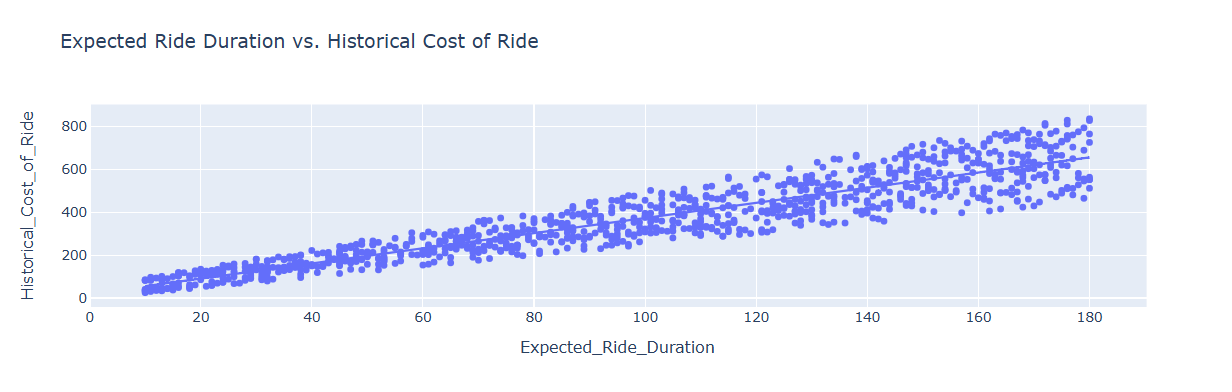 Expected Ride Duration vs. Historical Cost of Ride
Historical_Cost_of_Ride
800
600
400
200
0
0 20 40 60 80 100 120 140 160 180
Expected_Ride_Duration